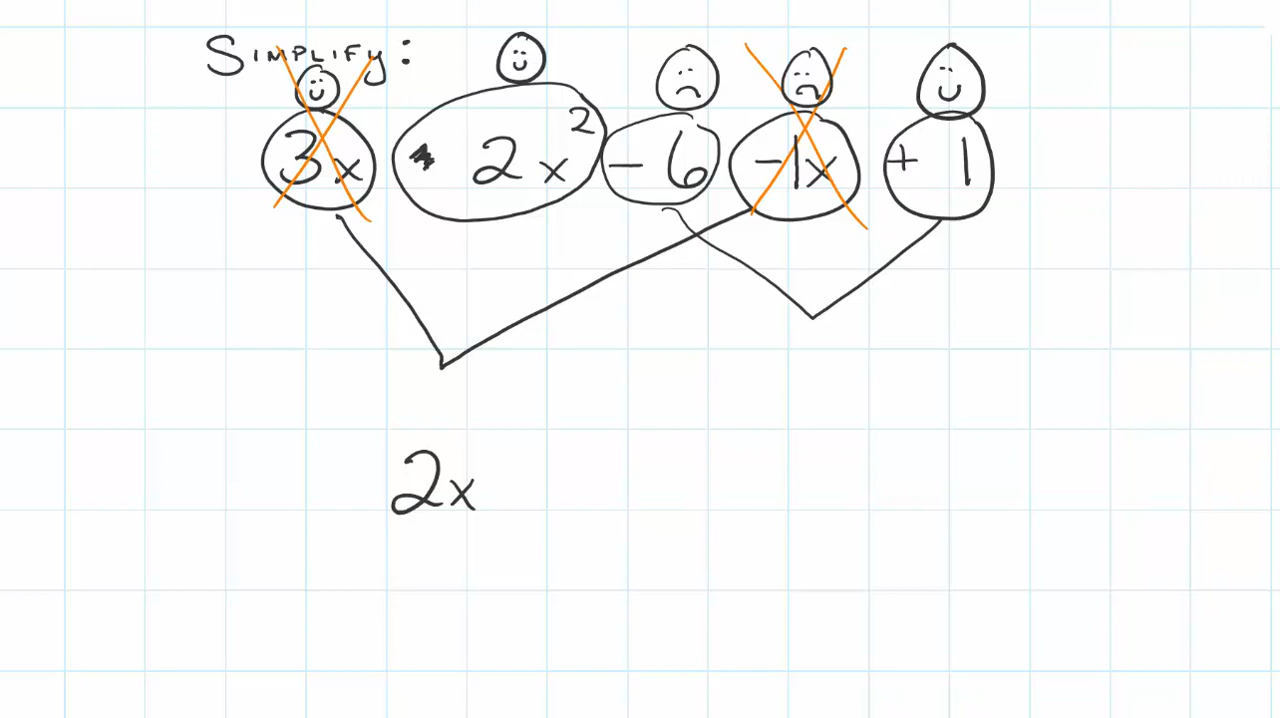 Simplify:
3x 2x² - 6 - 1x + 1
2x